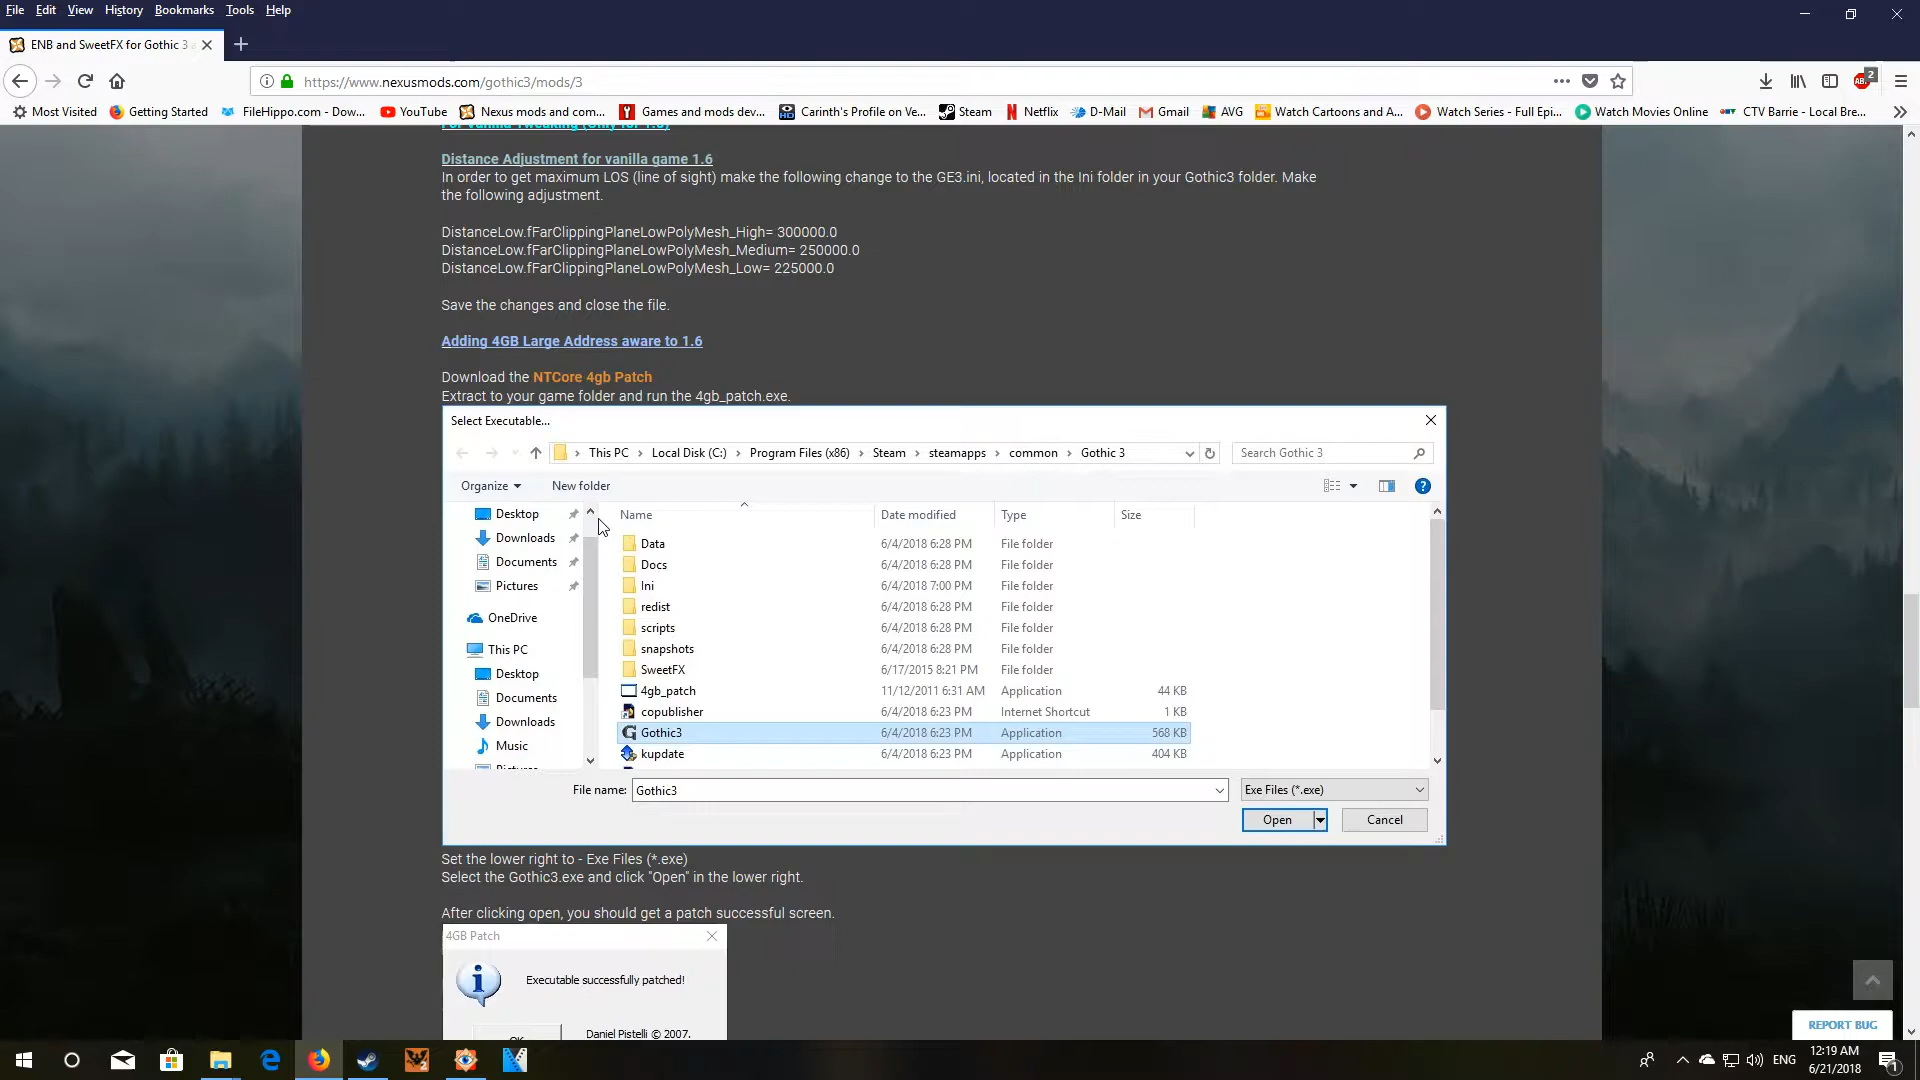 File Edit View History Bookmarks Tools Help
ENB and SweetFX for Gothic 3
https://www.nexusmods.com/gothic3/mods/3
2
Most Visited Getting Started FileHippo.com - Dow... YouTube Nexus mods and com... Games and mods dev... Carinth's Profile on Ve... Steam Netflix D-Mail Gmail AVG Watch Cartoons and A... Watch Series - Full Epi... Watch Movies Online CTV Barrie - Local Bre...
For Vanilla Tweaking (Only for 1.6)
Distance Adjustment for vanilla game 1.6
In order to get maximum LOS (line of sight) make the following change to the GE3.ini, located in the Ini folder in your Gothic3 folder. Make
the following adjustment.
DistanceLow.fFarClippingPlaneLowPolyMesh_High= 300000.0
DistanceLow.fFarClippingPlaneLowPolyMesh_Medium= 250000.0
DistanceLow.fFarClippingPlaneLowPolyMesh_Low= 225000.0
Save the changes and close the file.
Adding 4GB Large Address aware to 1.6
Download the NTCore 4gb Patch
Extract to your game folder and run the 4gb_patch.exe.
Select Executable...
This PC Local Disk (C:) Program Files (x86) Steam steamapps common Gothic 3 Search Gothic 3
Organize New folder
Name Date modified Type Size
Desktop
Downloads
Documents
Pictures
OneDrive
This PC
Desktop
Documents
Downloads
Music
Pictures
Data 6/4/2018 6:28 PM File folder
Docs 6/4/2018 6:28 PM File folder
Ini 6/4/2018 7:00 PM File folder
redist 6/4/2018 6:28 PM File folder
scripts 6/4/2018 6:28 PM File folder
snapshots 6/4/2018 6:28 PM File folder
SweetFX 6/17/2015 8:21 PM File folder
4gb_patch 11/12/2011 6:31 AM Application 44 KB
copublisher 6/4/2018 6:23 PM Internet Shortcut 1 KB
Gothic3 6/4/2018 6:23 PM Application 568 KB
kupdate 6/4/2018 6:23 PM Application 404 KB
File name: Gothic3 Exe Files (*.exe)
Open Cancel
Set the lower right to - Exe Files (*.exe)
Select the Gothic3.exe and click "Open" in the lower right.
After clicking open, you should get a patch successful screen.
4GB Patch
Executable successfully patched!
OK Daniel Pistelli © 2007.
REPORT BUG
ENG 12:19 AM
6/21/2018
1